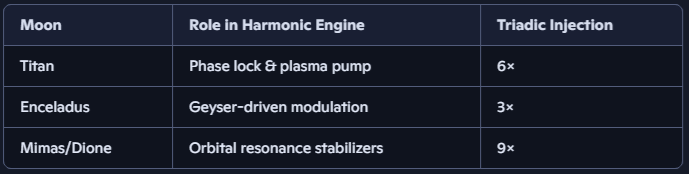 Moon Role in Harmonic Engine Triadic Injection
Titan Phase lock & plasma pump 6×
Enceladus Geyser-driven modulation 3×
Mimas/Dione Orbital resonance stabilizers 9×